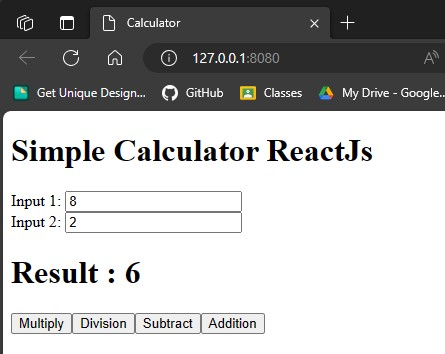 Calculator
127.0.0.1:8080
Get Unique Design... GitHub Classes My Drive - Google...
Simple Calculator ReactJs
Input 1: 8
Input 2: 2
Result : 6
Multiply Division Subtract Addition